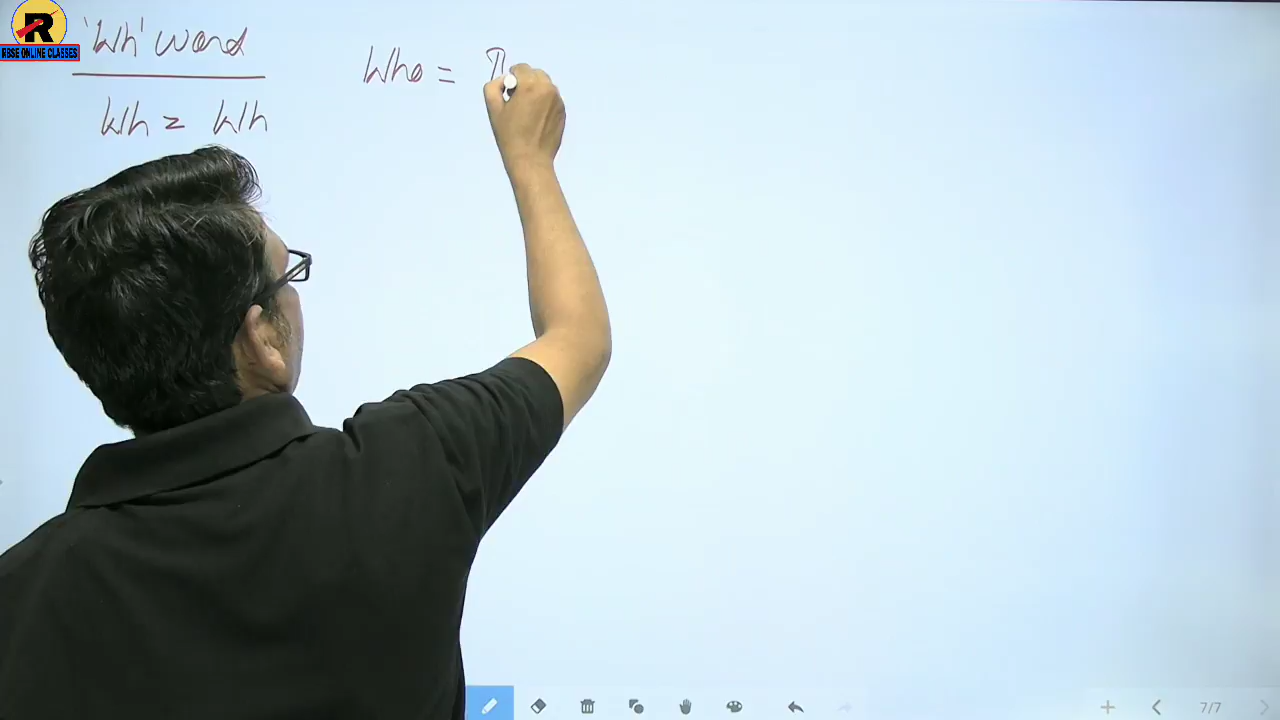 R
RBSE ONLINE CLASSES
'Wh' Word
Wh = Wh
Who =
7/7